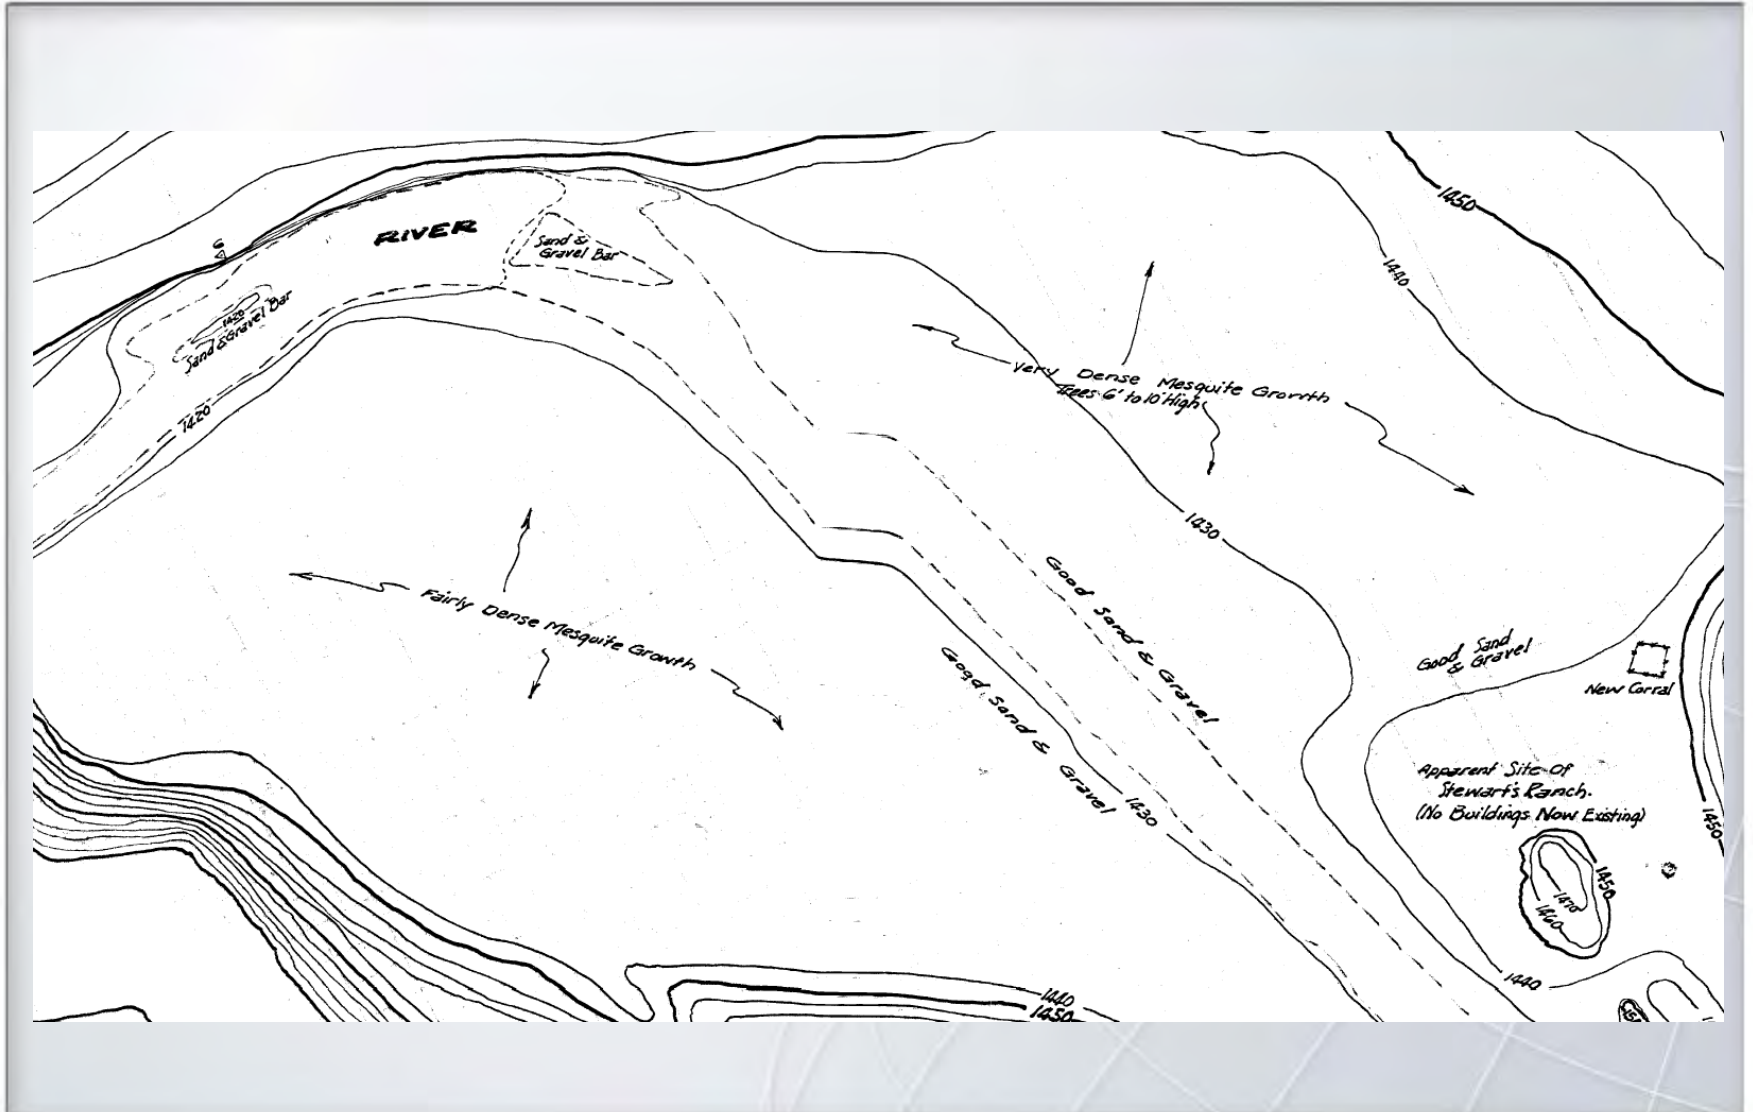 1450
1440
RIVER
Sand &
Gravel Bar
6
1420
Sand & Gravel Bar
1420
Very Dense Mesquite Growth
Trees 6' to 10' High
1430
Fairly Dense Mesquite Growth
Good Sand & Gravel
Good Sand & Gravel
1430
Good Sand
& Gravel
New Corral
Apparent Site Of
Stewart's Ranch.
(No Buildings Now Existing)
1450
1450
1470
1460
1440
1440
1450